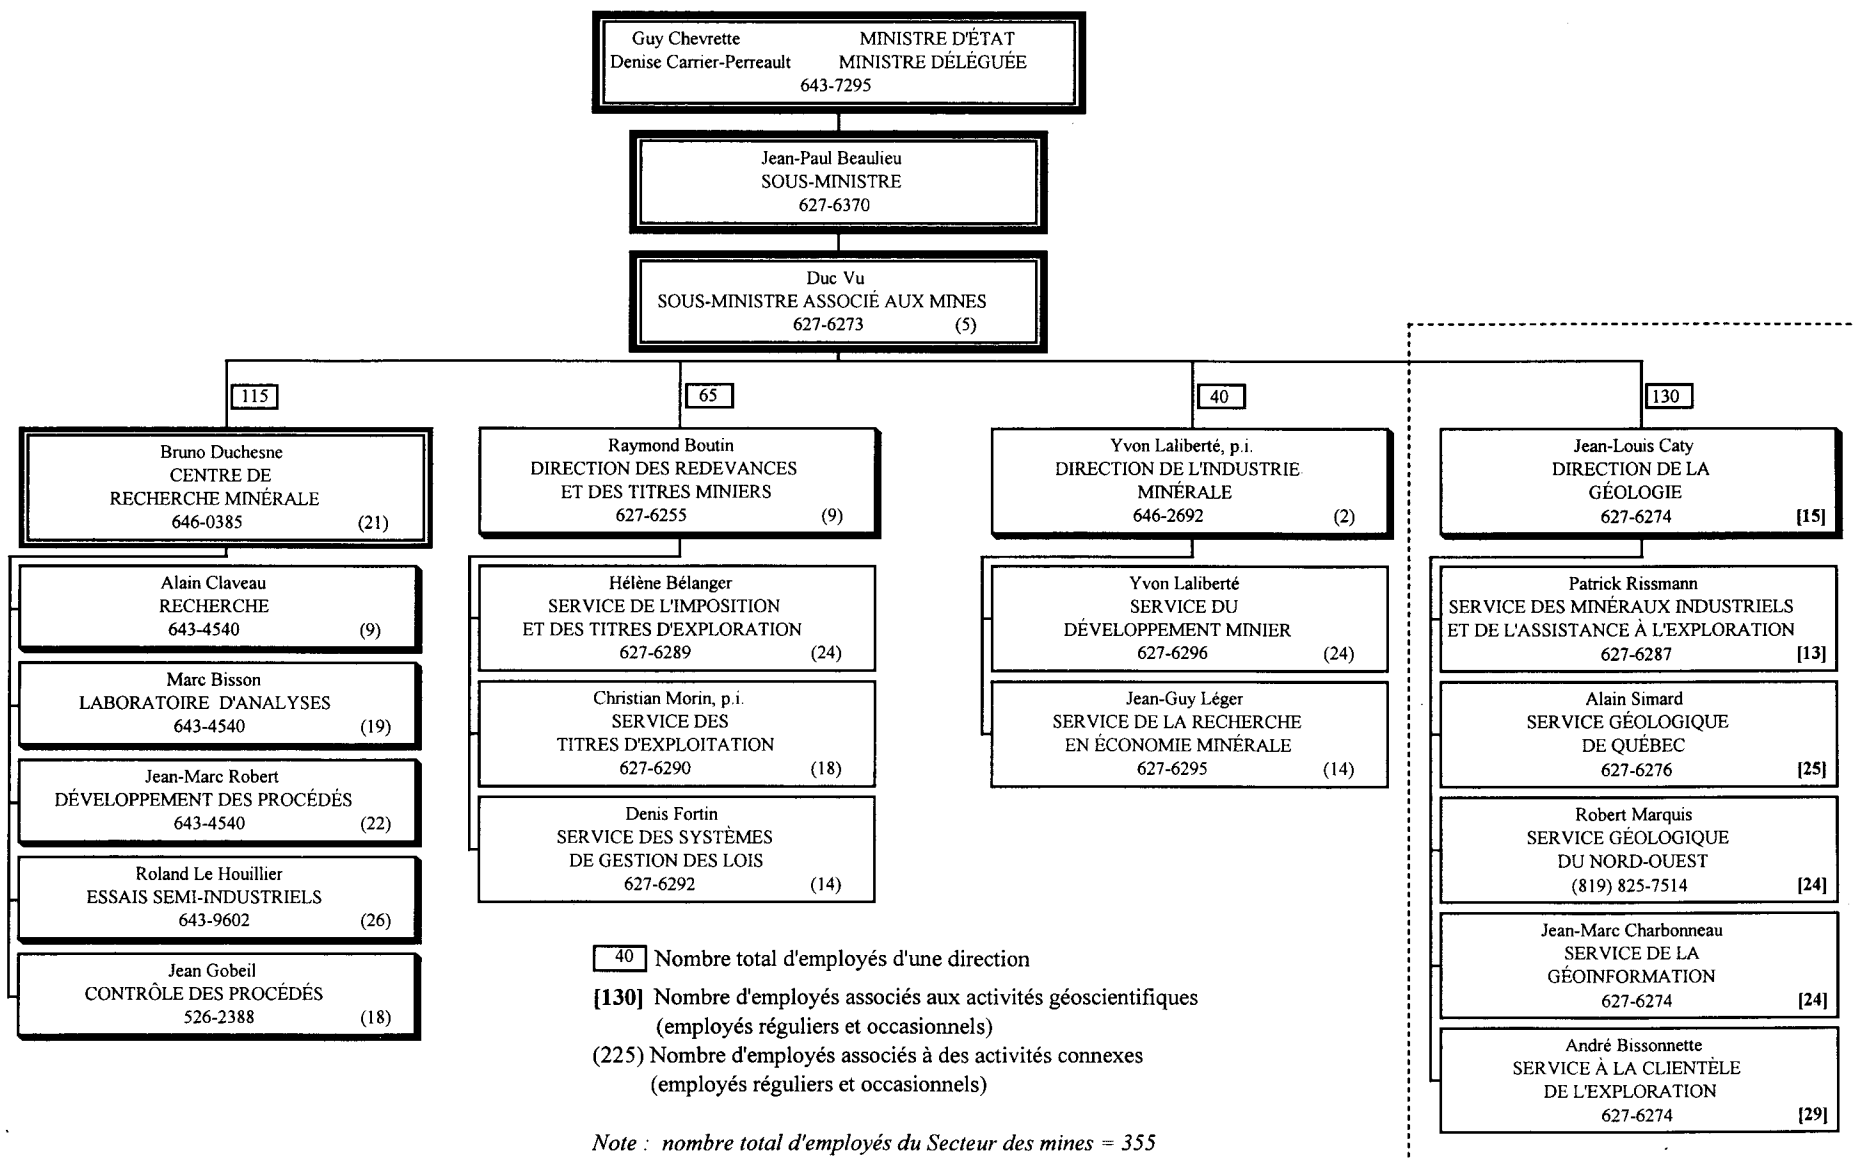 Guy Chevrette MINISTRE D'ÉTAT
Denise Carrier-Perreault MINISTRE DÉLÉGUÉE
643-7295
Jean-Paul Beaulieu
SOUS-MINISTRE
627-6370
Duc Vu
SOUS-MINISTRE ASSOCIÉ AUX MINES
627-6273 (5)
115
Bruno Duchesne
CENTRE DE
RECHERCHE MINÉRALE
646-0385 (21)
Alain Claveau
RECHERCHE
643-4540 (9)
Marc Bisson
LABORATOIRE D'ANALYSES
643-4540 (19)
Jean-Marc Robert
DÉVELOPPEMENT DES PROCÉDÉS
643-4540 (22)
Roland Le Houillier
ESSAIS SEMI-INDUSTRIELS
643-9602 (26)
Jean Gobeil
CONTRÔLE DES PROCÉDÉS
526-2388 (18)
65
Raymond Boutin
DIRECTION DES REDEVANCES
ET DES TITRES MINIERS
627-6255 (9)
Hélène Bélanger
SERVICE DE L'IMPOSITION
ET DES TITRES D'EXPLORATION
627-6289 (24)
Christian Morin, p.i.
SERVICE DES
TITRES D'EXPLOITATION
627-6290 (18)
Denis Fortin
SERVICE DES SYSTÈMES
DE GESTION DES LOIS
627-6292 (14)
40
Yvon Laliberté, p.i.
DIRECTION DE L'INDUSTRIE
MINÉRALE
646-2692 (2)
Yvon Laliberté
SERVICE DU
DÉVELOPPEMENT MINIER
627-6296 (24)
Jean-Guy Léger
SERVICE DE LA RECHERCHE
EN ÉCONOMIE MINÉRALE
627-6295 (14)
130
Jean-Louis Caty
DIRECTION DE LA
GÉOLOGIE
627-6274 [15]
Patrick Rissmann
SERVICE DES MINÉRAUX INDUSTRIELS
ET DE L'ASSISTANCE À L'EXPLORATION
627-6287 [13]
Alain Simard
SERVICE GÉOLOGIQUE
DE QUÉBEC
627-6276 [25]
Robert Marquis
SERVICE GÉOLOGIQUE
DU NORD-OUEST
(819) 825-7514 [24]
Jean-Marc Charbonneau
SERVICE DE LA
GÉOINFORMATION
627-6274 [24]
André Bissonnette
SERVICE À LA CLIENTÈLE
DE L'EXPLORATION
627-6274 [29]
40 Nombre total d'employés d'une direction
[130] Nombre d'employés associés aux activités géoscientifiques
(employés réguliers et occasionnels)
(225) Nombre d'employés associés à des activités connexes
(employés réguliers et occasionnels)
Note : nombre total d'employés du Secteur des mines = 355